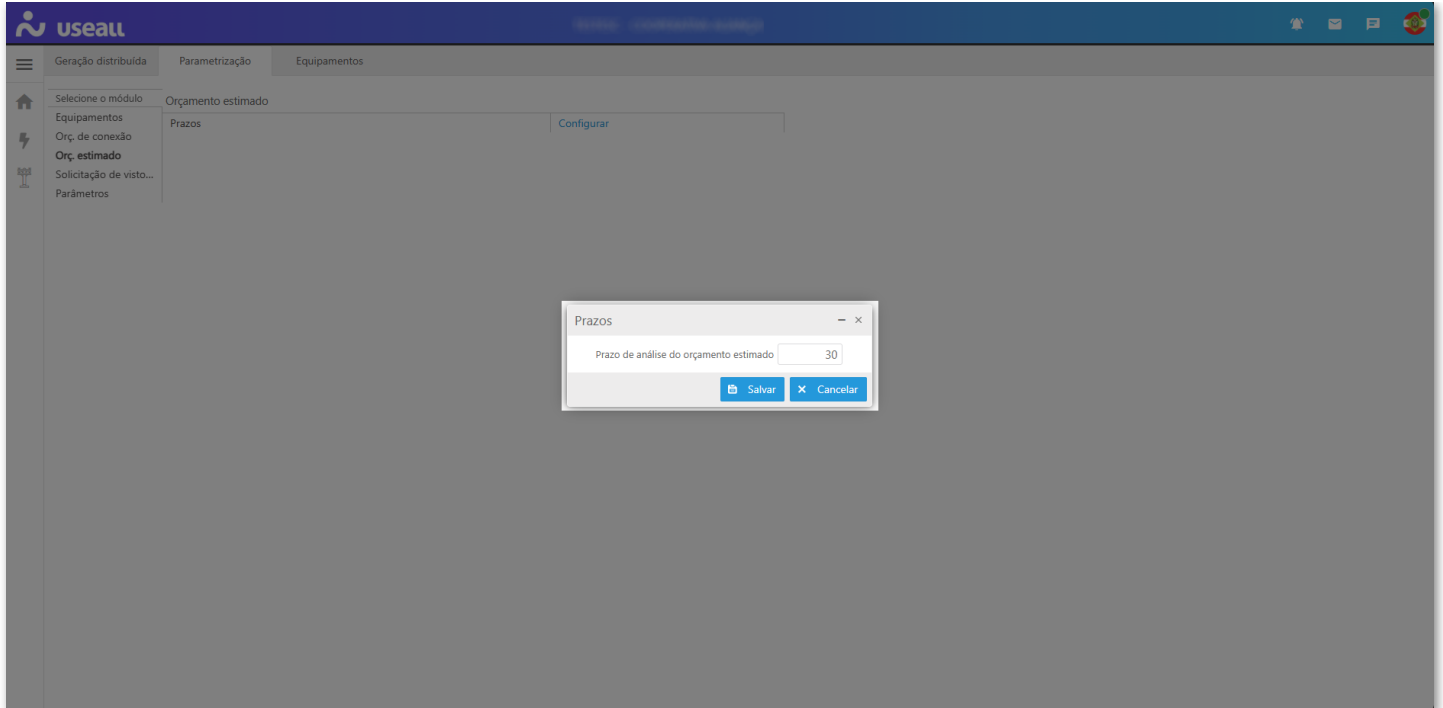 useall
Geração distribuída Parametrização Equipamentos
Selecione o módulo
Equipamentos
Orç. de conexão
Orç. estimado
Solicitação de visto...
Parâmetros
Orçamento estimado
Prazos Configurar
Prazos
Prazo de análise do orçamento estimado 30
Salvar Cancelar